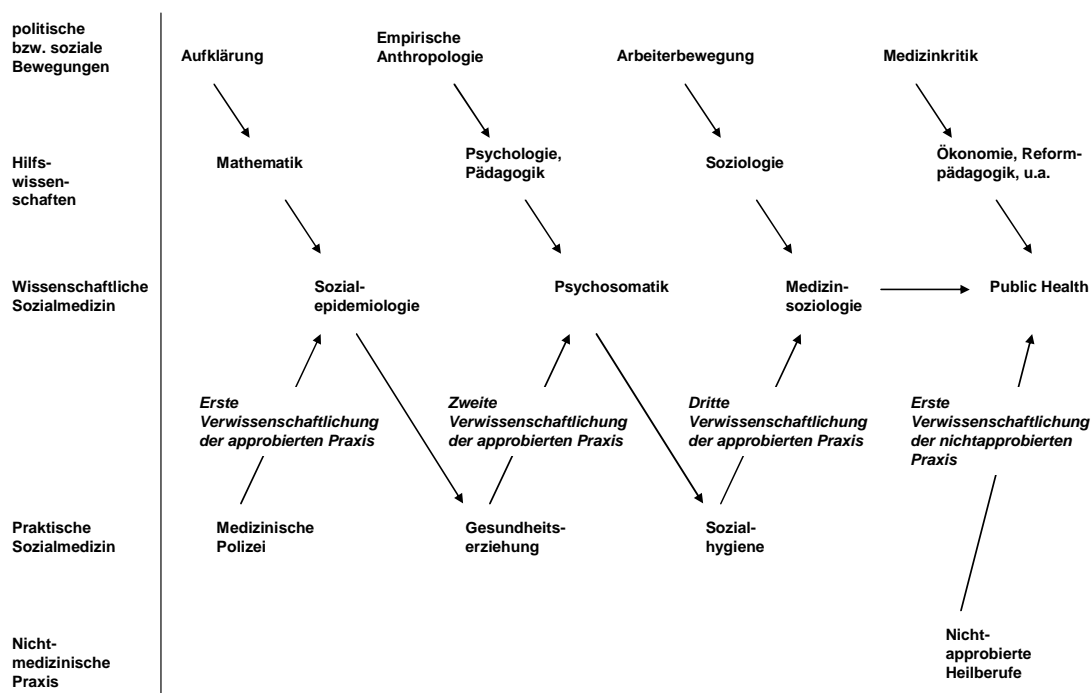 politische
bzw. soziale
Bewegungen
Aufklärung
Empirische
Anthropologie
Arbeiterbewegung
Medizinkritik
Hilfs-
wissen-
schaften
Mathematik
Psychologie,
Pädagogik
Soziologie
Ökonomie, Reform-
pädagogik, u.a.
Wissenschaftliche
Sozialmedizin
Sozial-
epidemiologie
Psychosomatik
Medizin-
soziologie
Public Health
Erste
Verwissenschaftlichung
der approbierten Praxis
Zweite
Verwissenschaftlichung
der approbierten Praxis
Dritte
Verwissenschaftlichung
der approbierten Praxis
Erste
Verwissenschaftlichung
der nichtapprobierten
Praxis
Praktische
Sozialmedizin
Medizinische
Polizei
Gesundheits-
erziehung
Sozial-
hygiene
Nicht-
medizinische
Praxis
Nicht-
approbierte
Heilberufe